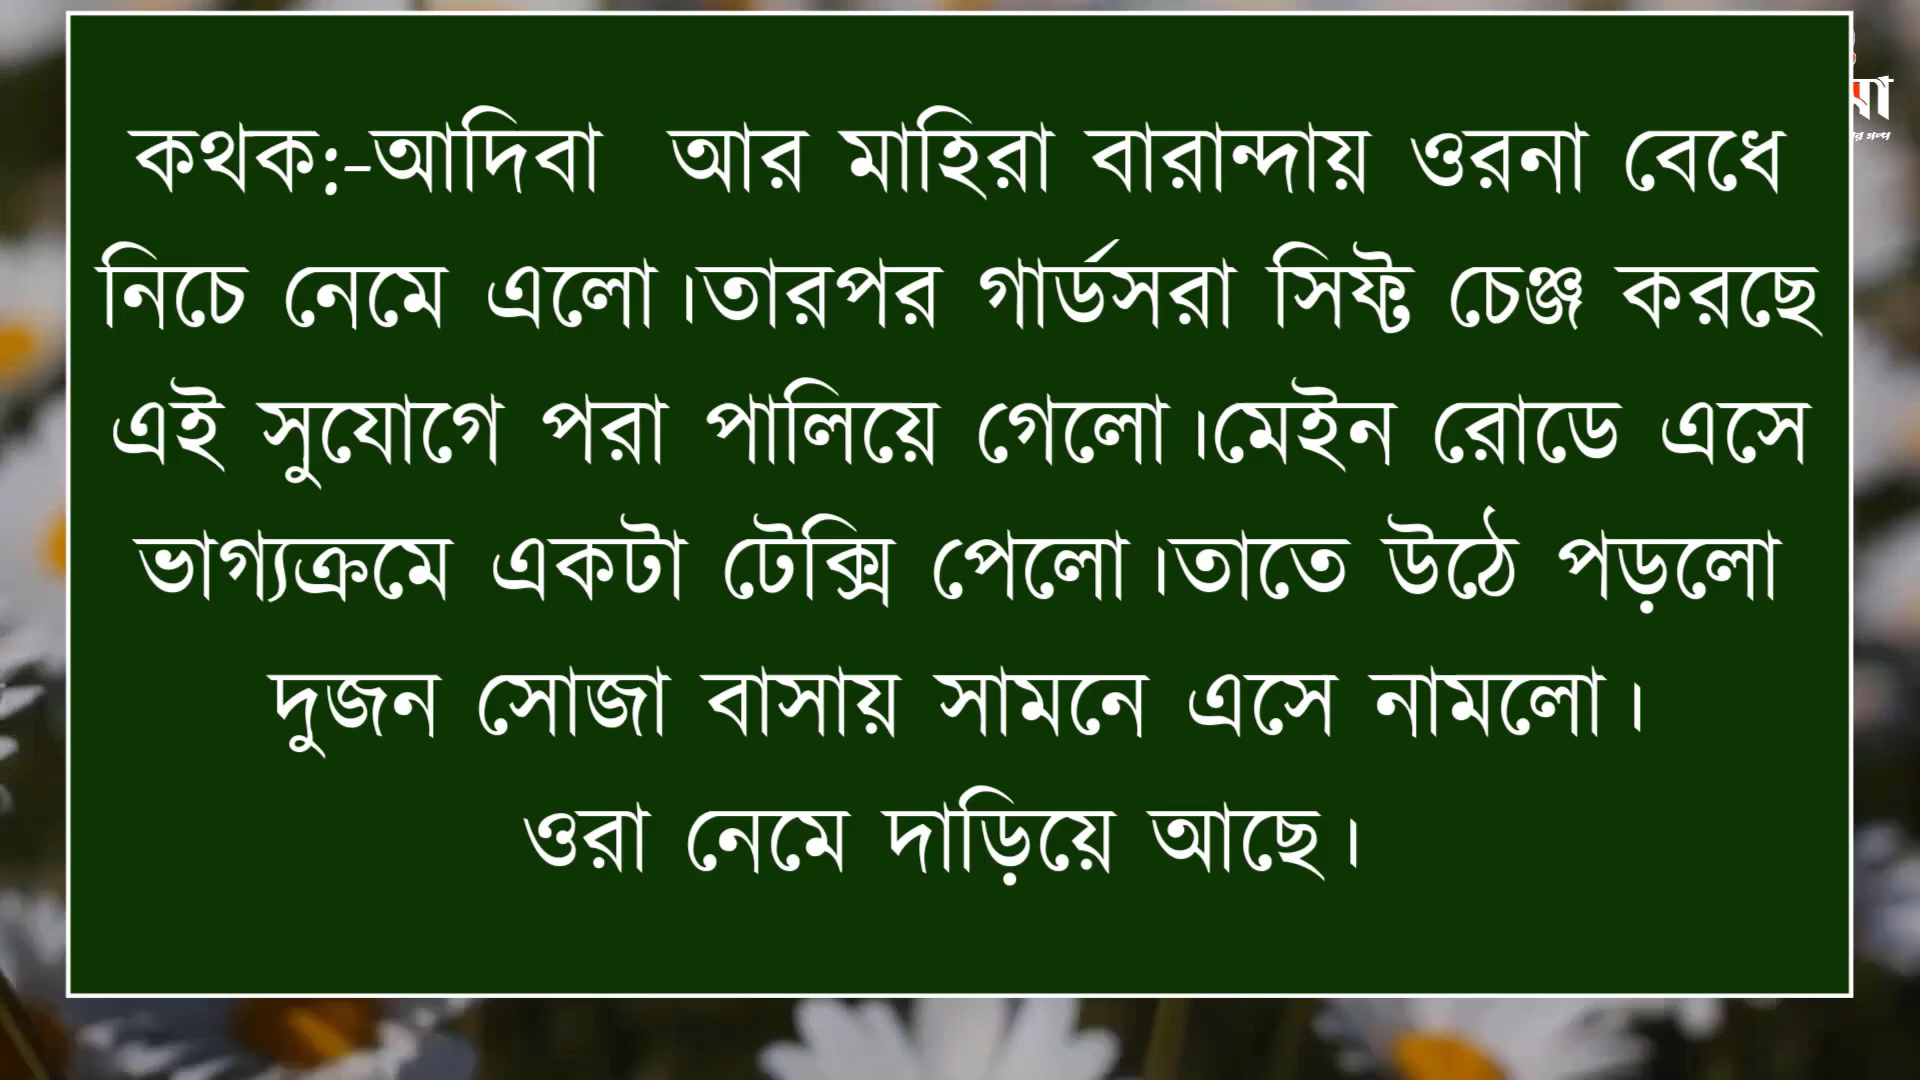 কথক:-আদিবা  আর মাহিরা বারান্দায় ওরনা বেধে
নিচে নেমে এলো।তারপর গার্ডসরা সিফ্ট চেঞ্জ করছে
এই সুযোগে পরা পালিয়ে গেলো।মেইন রোডে এসে
ভাগ্যক্রমে একটা টেক্সি পেলো।তাতে উঠে পড়লো
দুজন সোজা বাসায় সামনে এসে নামলো।
ওরা নেমে দাড়িয়ে আছে।